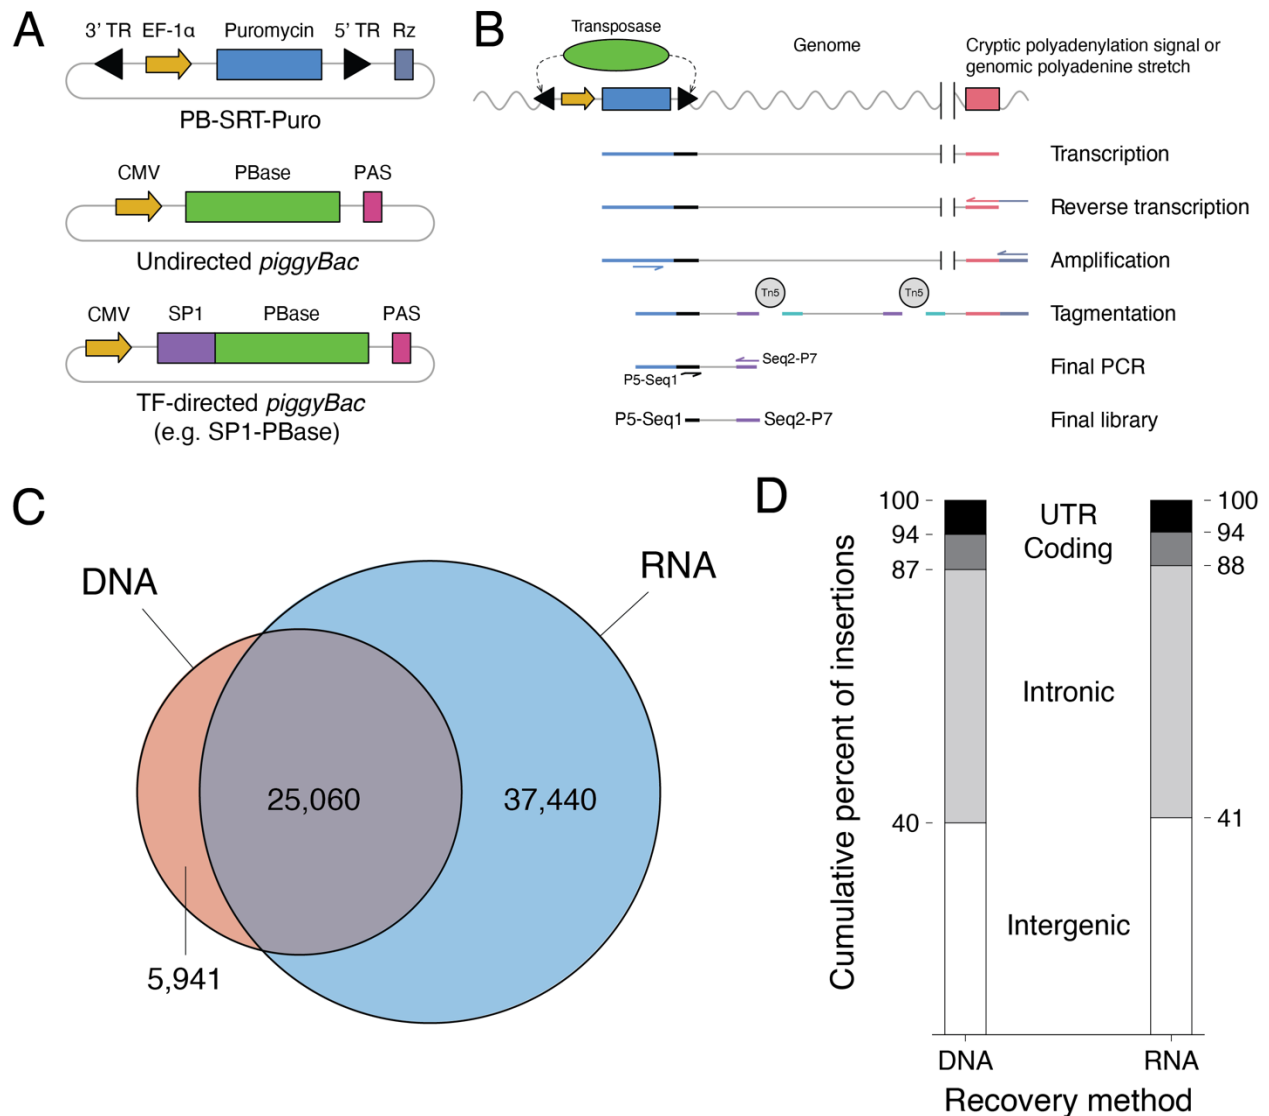 A
3’ TR EF-1α Puromycin 5’ TR Rz
PB-SRT-Puro
CMV PBase PAS
Undirected piggyBac
CMV SP1 PBase PAS
TF-directed piggyBac
(e.g. SP1-PBase)
B
Transposase
Genome
Cryptic polyadenylation signal or
genomic polyadenine stretch
Transcription
Reverse transcription
Amplification
Tn5 Tn5
Tagmentation
Seq2-P7
P5-Seq1
Final PCR
P5-Seq1 Seq2-P7
Final library
C
DNA
RNA
25,060
37,440
5,941
D
Cumulative percent of insertions
100
94
87
40
UTR
Coding
Intronic
Intergenic
100
94
88
41
DNA RNA
Recovery method